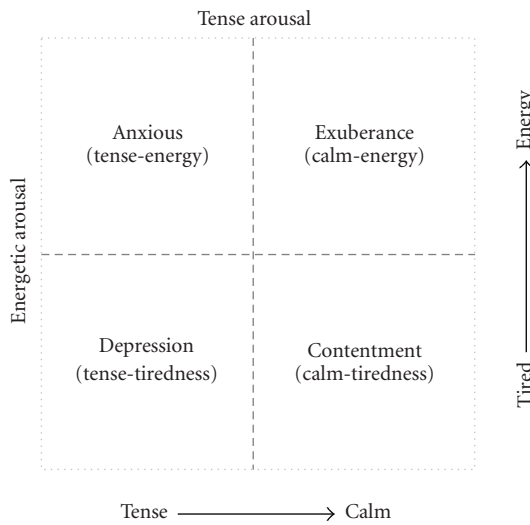 Tense arousal
Energetic arousal
Anxious
(tense-energy)
Exuberance
(calm-energy)
Depression
(tense-tiredness)
Contentment
(calm-tiredness)
Energy
Tired
Tense
Calm